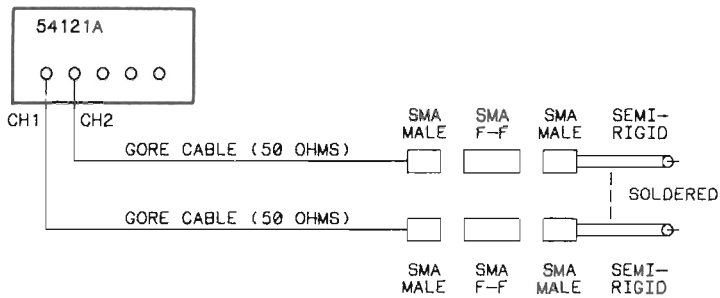 54121A
CH1
CH2
SMA MALE
SMA F-F
SMA MALE
SEMI-RIGID
GORE CABLE (50 OHMS)
SOLDERED
GORE CABLE (50 OHMS)
SMA MALE
SMA F-F
SMA MALE
SEMI-RIGID